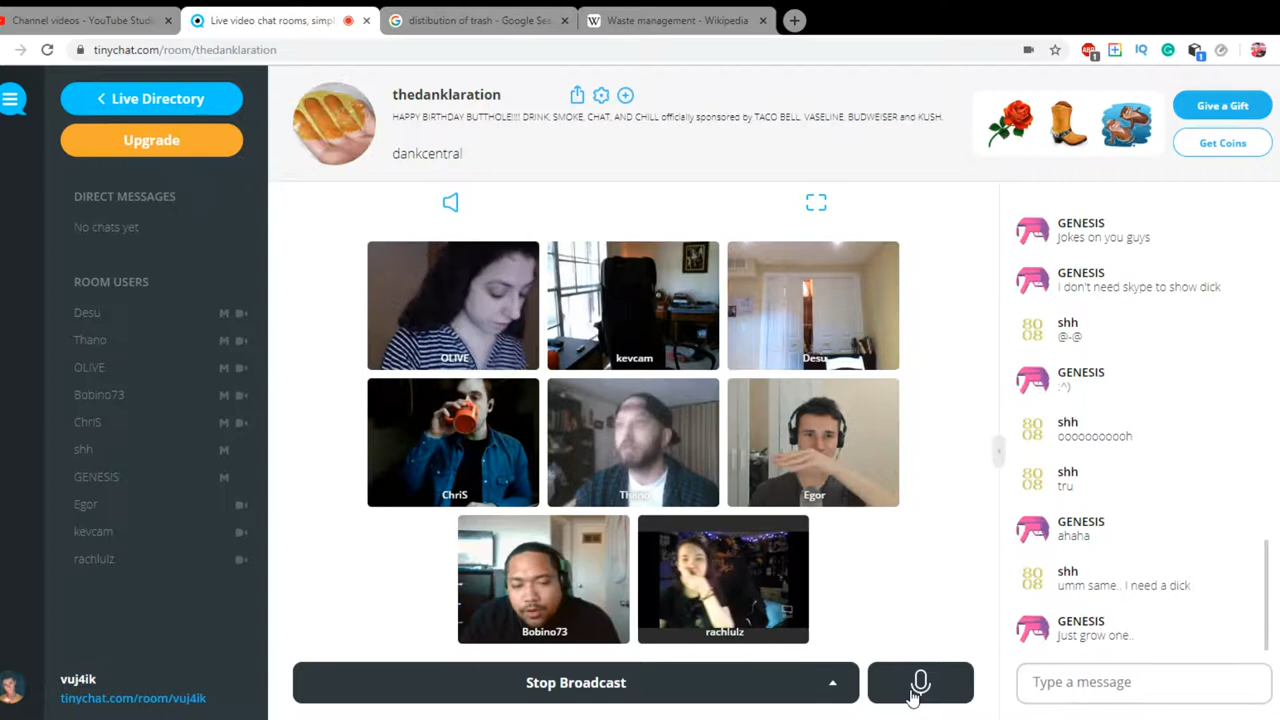 Channel videos - YouTube Studi
Live video chat rooms, simpl
distibution of trash - Google Sea
Waste management - Wikipedia
tinychat.com/room/thedanklaration
Live Directory
Upgrade
DIRECT MESSAGES
No chats yet
ROOM USERS
Desu M
Thano M
OLIVE M
Bobino73 M
ChriS M
shh M
GENESIS M
Egor
kevcam
rachlulz
vuj4ik
tinychat.com/room/vuj4ik
thedanklaration
HAPPY BIRTHDAY BUTTHOLE!!!! DRINK, SMOKE, CHAT, AND CHILL officially sponsored by TACO BELL, VASELINE, BUDWEISER and KUSH.
dankcentral
Give a Gift
Get Coins
OLIVE
kevcam
Desu
ChriS
Thano
Egor
Bobino73
rachlulz
Stop Broadcast
GENESIS
Jokes on you guys
GENESIS
I don't need skype to show dick
shh
@-@
GENESIS
:^)
shh
ooooooooooh
shh
tru
GENESIS
ahaha
shh
umm same.. I need a dick
GENESIS
Just grow one..
Type a message